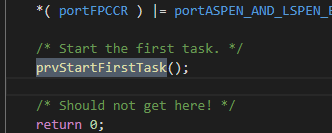 *( portFPCCR ) |= portASPEN_AND_LSPEN_
/* Start the first task. */
prvStartFirstTask();
/* Should not get here! */
return 0;